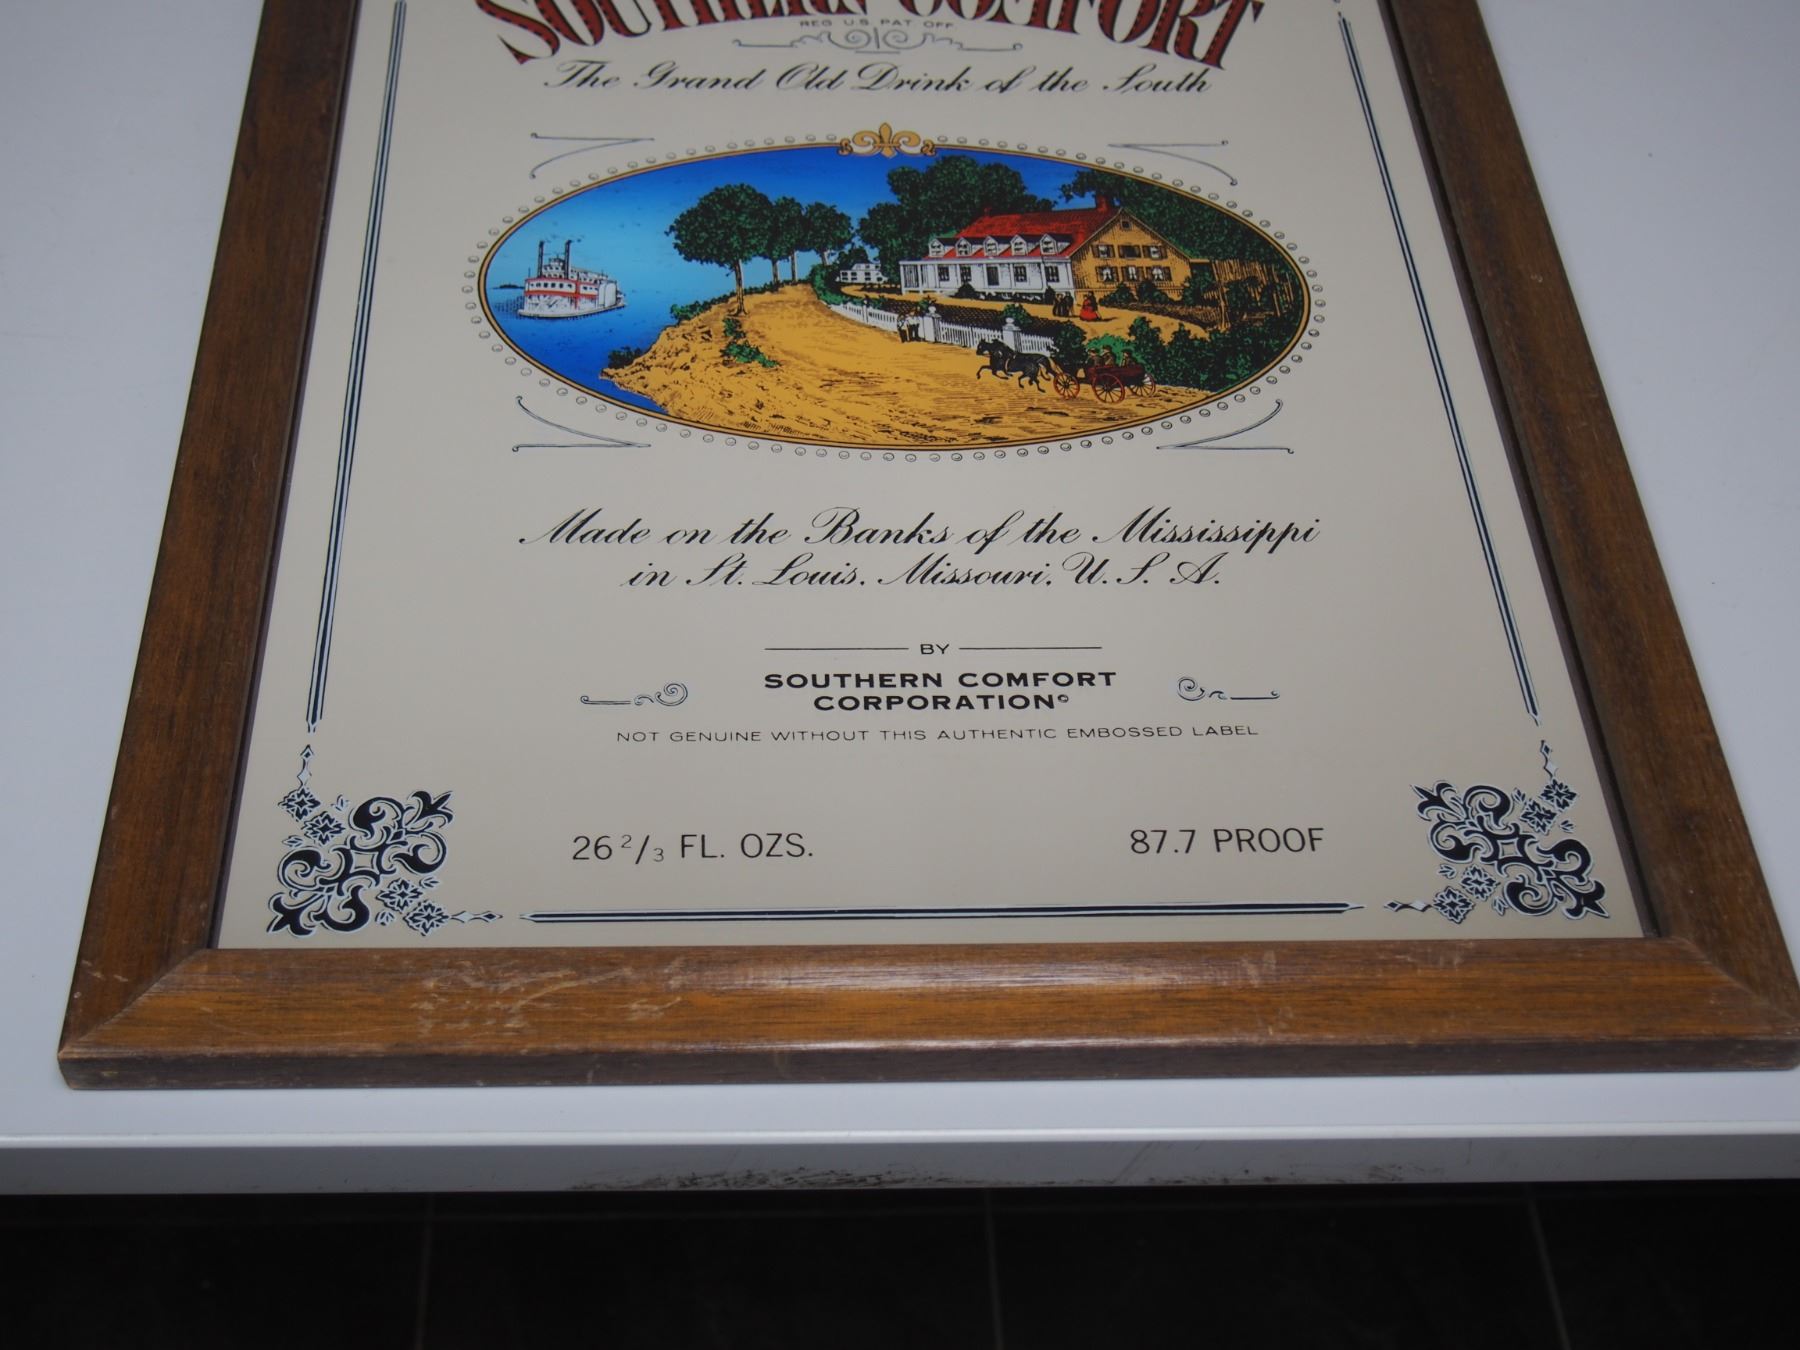 SOUTHERN COMFORT
REG. U.S. PAT. OFF.
The Grand Old Drink of the South
Made on the Banks of the Mississippi
in St. Louis, Missouri, U. S. A.
BY
SOUTHERN COMFORT
CORPORATION©
NOT GENUINE WITHOUT THIS AUTHENTIC EMBOSSED LABEL
26 2/3 FL. OZS.
87.7 PROOF